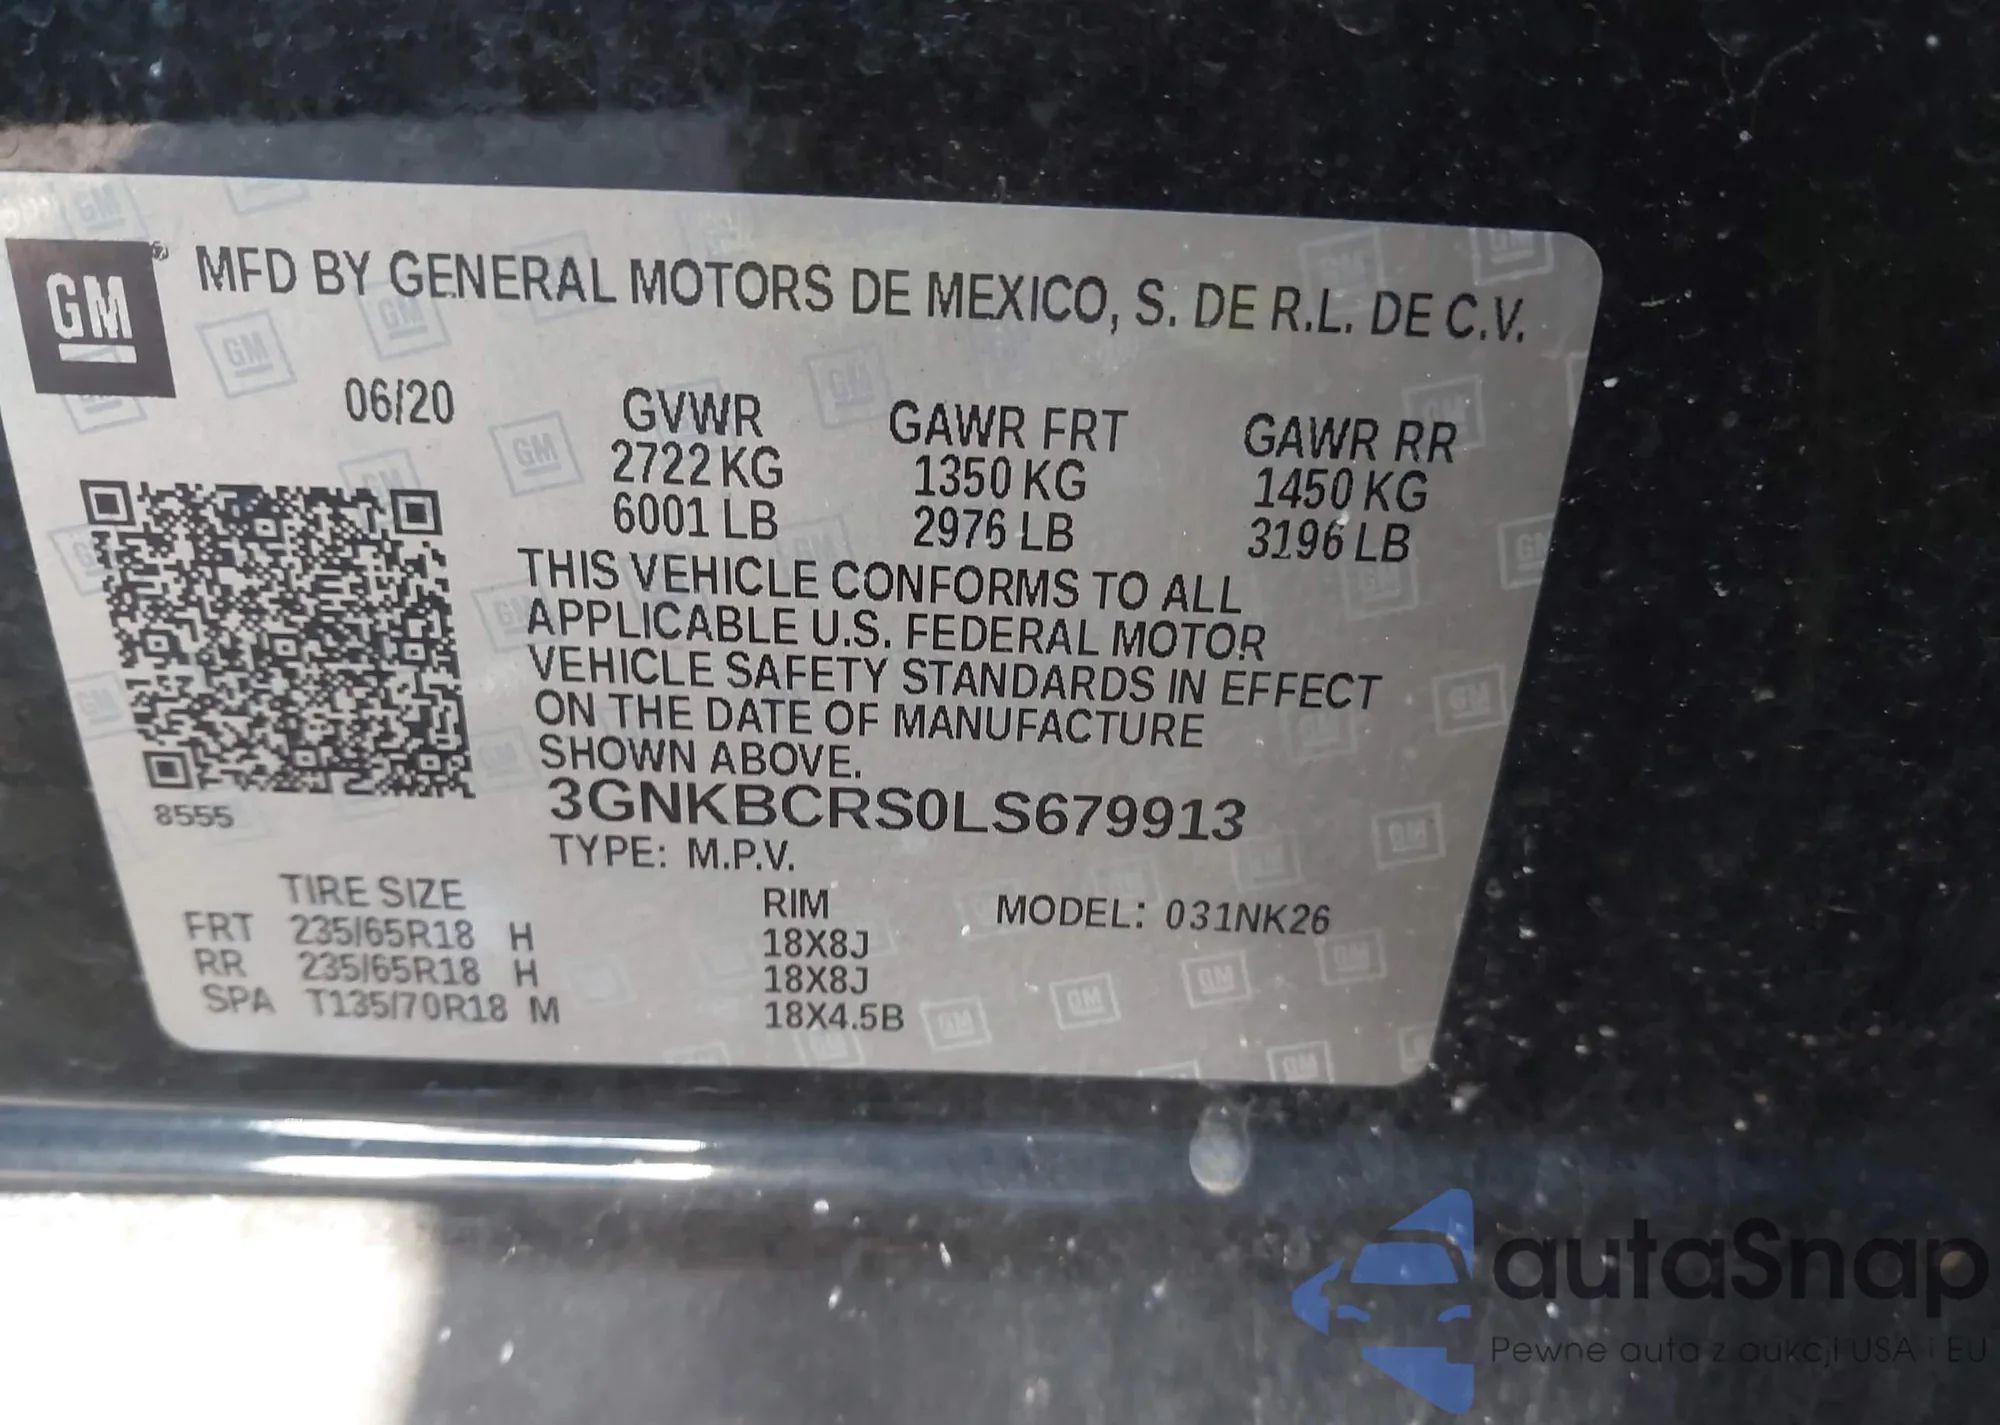 GM® MFD BY GENERAL MOTORS DE MEXICO, S. DE R.L. DE C.V.
06/20 GVWR GAWR FRT GAWR RR
2722 KG 1350 KG 1450 KG
6001 LB 2976 LB 3196 LB
THIS VEHICLE CONFORMS TO ALL
APPLICABLE U.S. FEDERAL MOTOR
VEHICLE SAFETY STANDARDS IN EFFECT
ON THE DATE OF MANUFACTURE
SHOWN ABOVE.
8555 3GNKBCRS0LS679913
TYPE: M.P.V.
TIRE SIZE RIM MODEL: 031NK26
FRT 235/65R18 H 18X8J
RR 235/65R18 H 18X8J
SPA T135/70R18 M 18X4.5B
autaSnap
Pewne auta z aukcji USA i EU